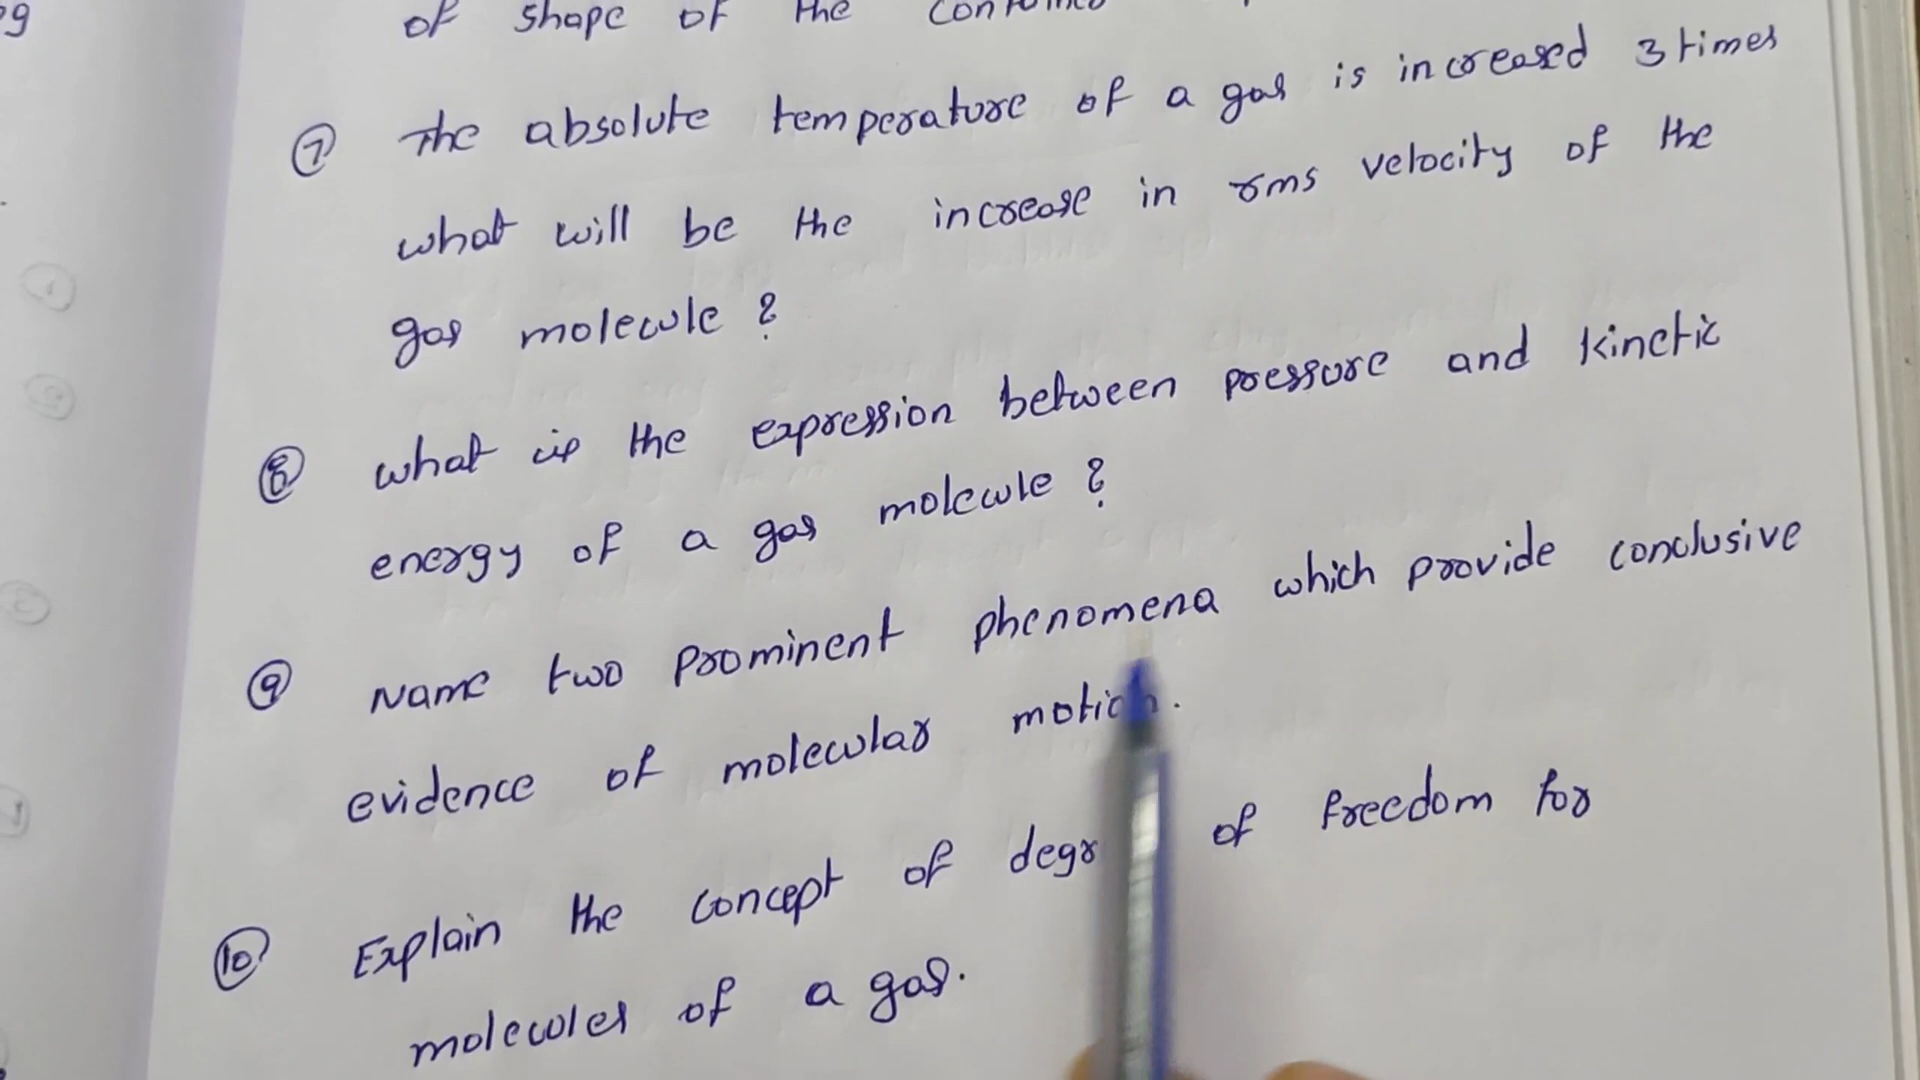 of shape of the
⑦ The absolute temperature of a gas is increased 3 times
what will be the increase in rms velocity of the
gas molecule ?
⑧ what is the expression between pressure and kinetic
energy of a gas molecule ?
⑨ Name two prominent phenomena which provide conclusive
evidence of molecular motion.
⑩ Explain the concept of of freedom for
molecules of a gas.